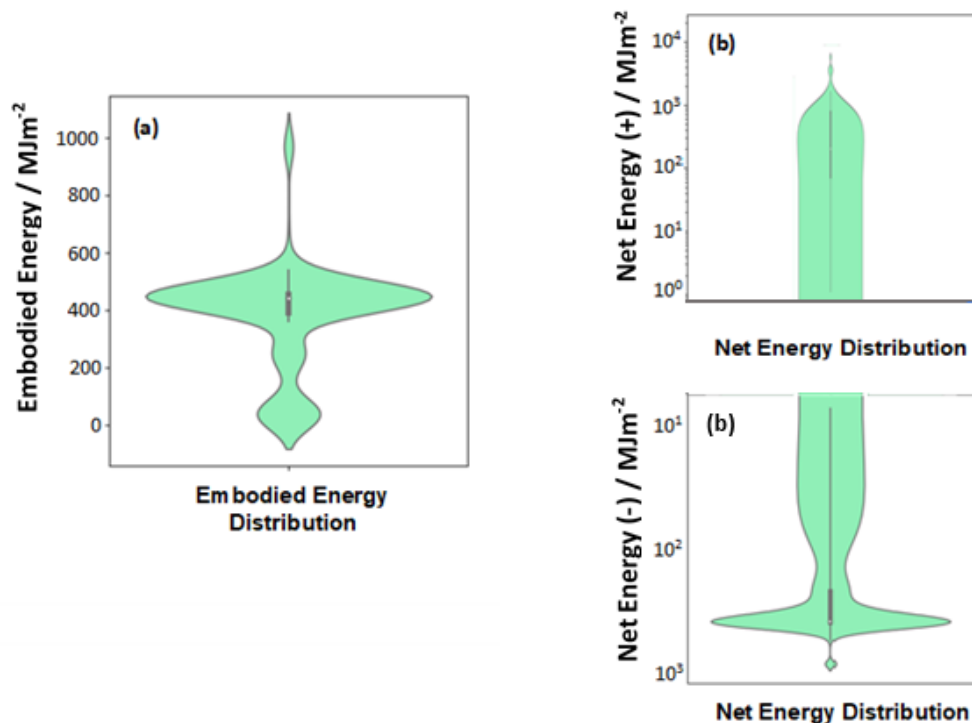 (a)
Embodied Energy / MJm-2
1000
800
600
400
200
0
Embodied Energy
Distribution
(b)
Net Energy (+) / MJm-2
10⁴
10³
10²
10¹
10⁰
Net Energy Distribution
(b)
Net Energy (-) / MJm-2
10¹
10²
10³
Net Energy Distribution